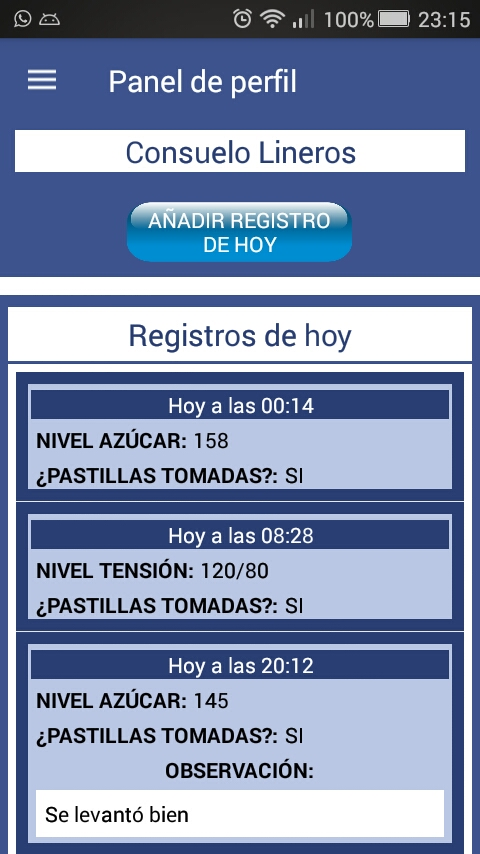 100% 23:15
Panel de perfil
Consuelo Lineros
AÑADIR REGISTRO
DE HOY
Registros de hoy
Hoy a las 00:14
NIVEL AZÚCAR: 158
¿PASTILLAS TOMADAS?: SI
Hoy a las 08:28
NIVEL TENSIÓN: 120/80
¿PASTILLAS TOMADAS?: SI
Hoy a las 20:12
NIVEL AZÚCAR: 145
¿PASTILLAS TOMADAS?: SI
OBSERVACIÓN:
Se levantó bien